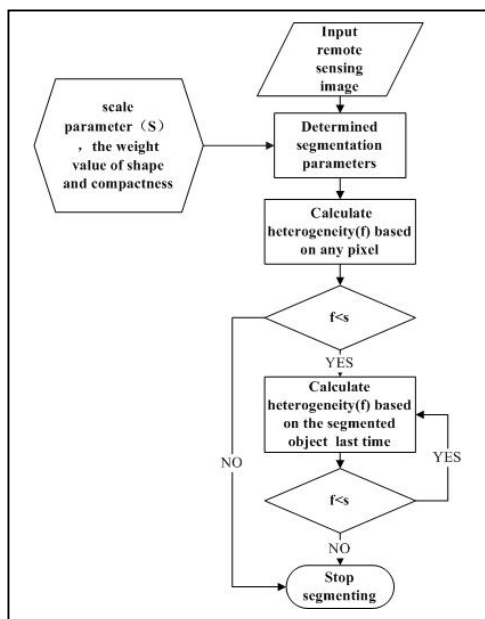 Input
remote
sensing
image
scale
parameter（S）
，the weight
value of shape
and compactness
Determined
segmentation
parameters
Calculate
heterogeneity(f) based
on any pixel
f<s
YES
Calculate
heterogeneity(f) based
on the segmented
object last time
NO
YES
f<s
NO
Stop
segmenting